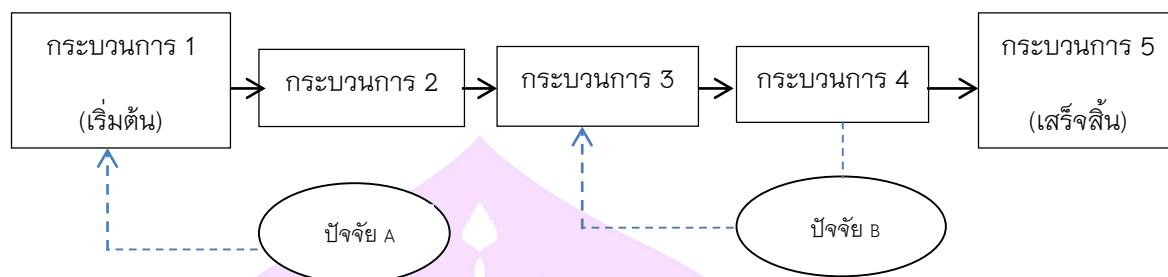 กระบวนการ 1
(เริ่มต้น)
กระบวนการ 2
กระบวนการ 3
กระบวนการ 4
กระบวนการ 5
(เสร็จสิ้น)
ปัจจัย A
ปัจจัย B